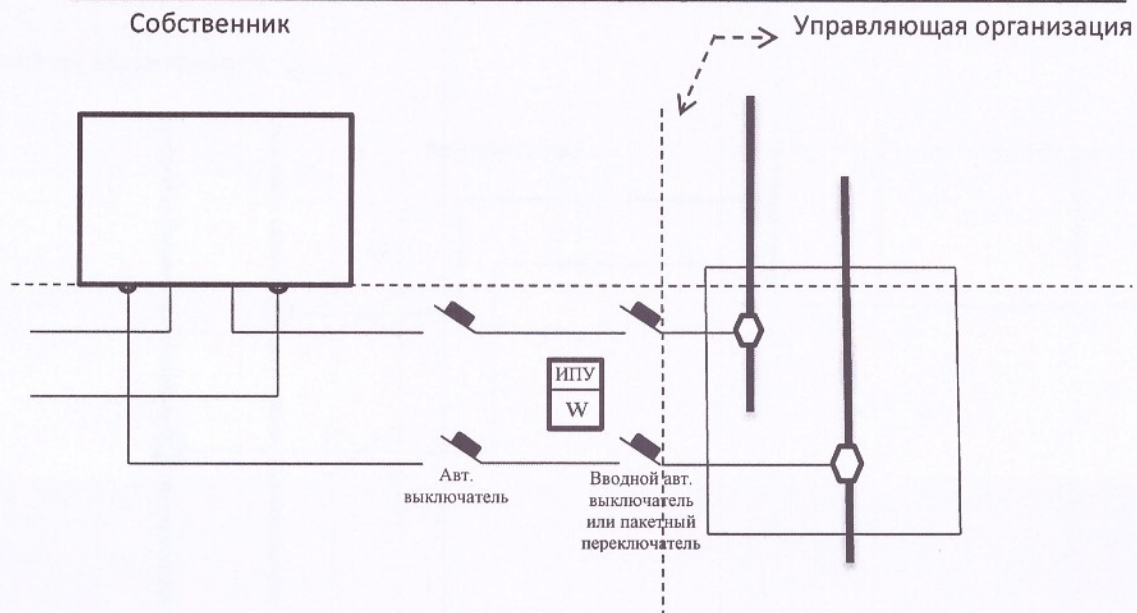 Собственник
Управляющая организация
ИПУ
W
Авт.
выключатель
Вводной авт.
выключатель
или пакетный
переключатель